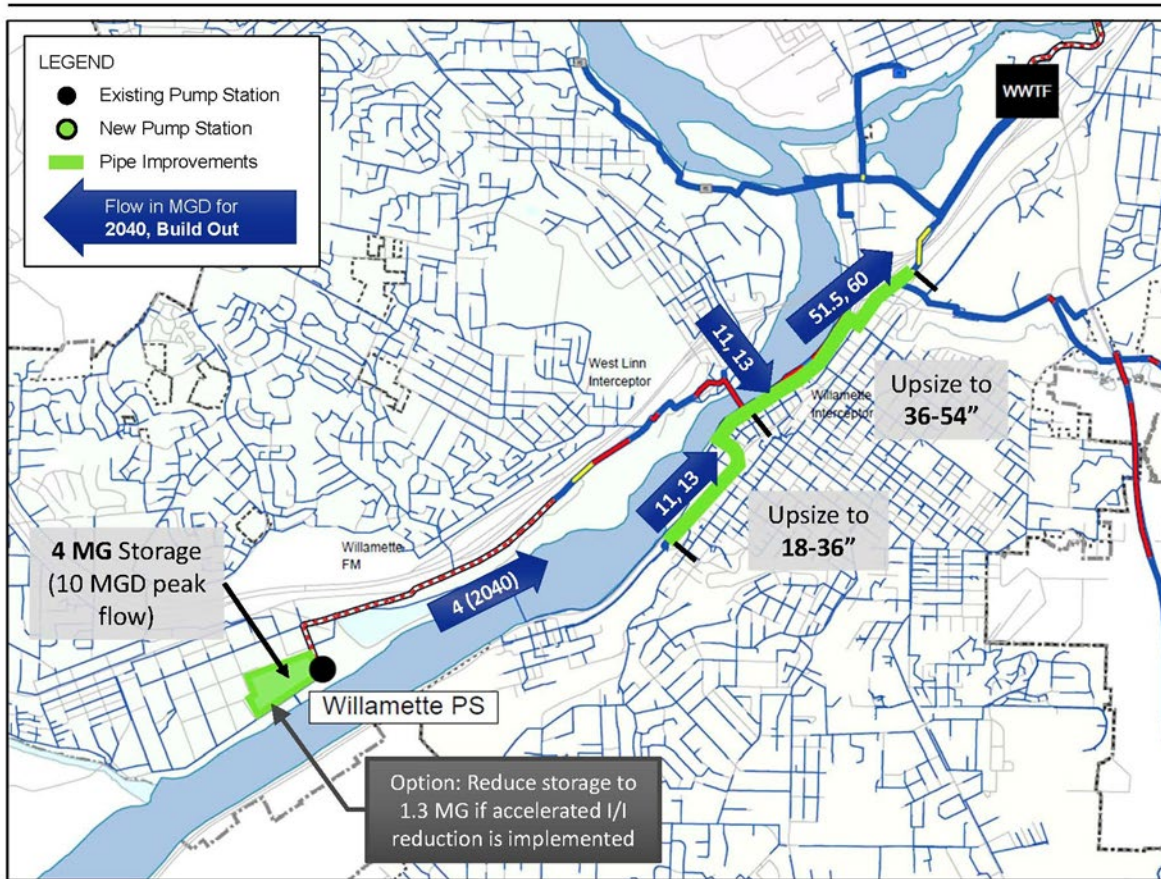 LEGEND
Existing Pump Station
New Pump Station
Pipe Improvements
Flow in MGD for
2040, Build Out
WWTF
51.5, 60
11, 13
West Linn
Interceptor
Willamette
Interceptor
Upsize to
36-54”
11, 13
Upsize to
18-36”
4 MG Storage
(10 MGD peak
flow)
Willamette
FM
4 (2040)
Willamette PS
Option: Reduce storage to
1.3 MG if accelerated I/I
reduction is implemented